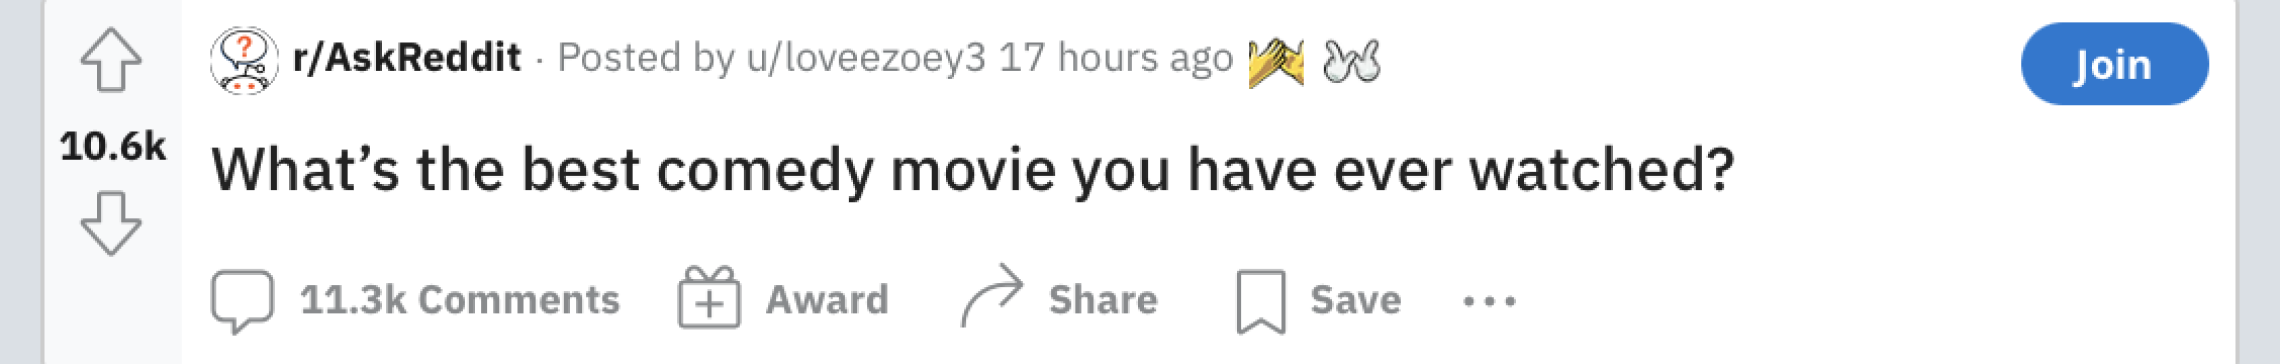 r/AskReddit · Posted by u/loveezoey3 17 hours ago
Join
10.6k
What’s the best comedy movie you have ever watched?
11.3k Comments Award Share Save ···